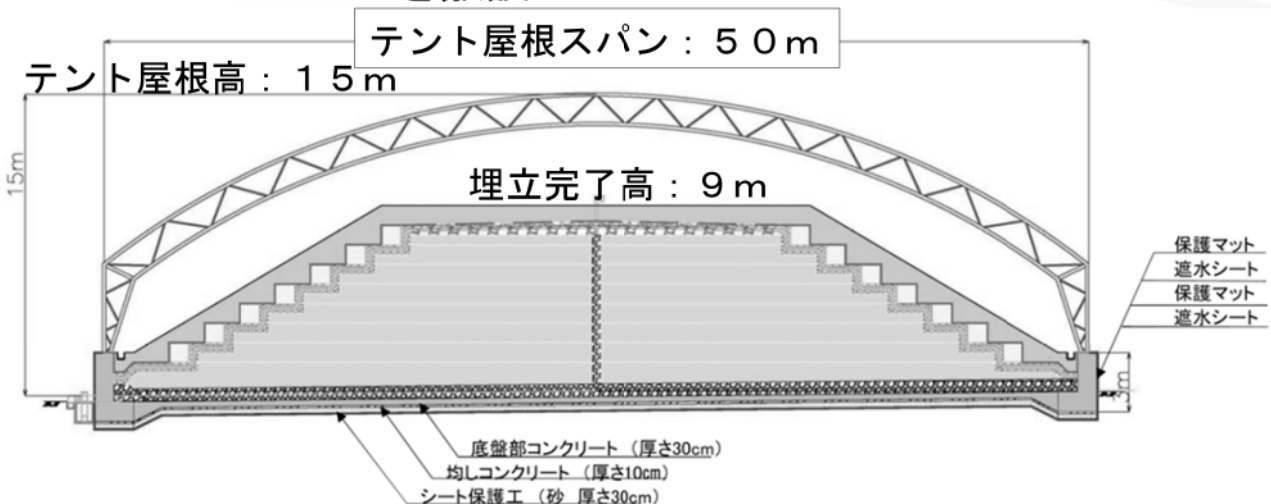 テント屋根スパン：５０ｍ
テント屋根高：１５ｍ
15m
埋立完了高：９ｍ
保護マット
遮水シート
保護マット
遮水シート
3m
底盤部コンクリート（厚さ30cm）
均しコンクリート（厚さ10cm）
シート保護工（砂 厚さ30cm）